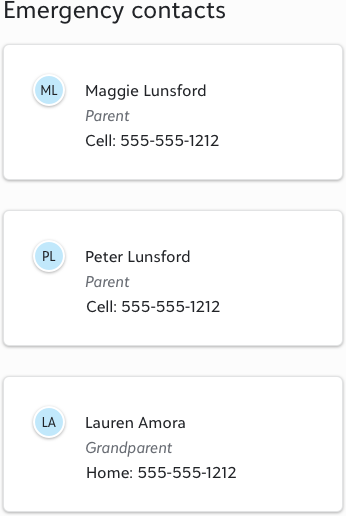 Emergency contacts
ML
Maggie Lunsford
Parent
Cell: 555-555-1212
PL
Peter Lunsford
Parent
Cell: 555-555-1212
LA
Lauren Amora
Grandparent
Home: 555-555-1212